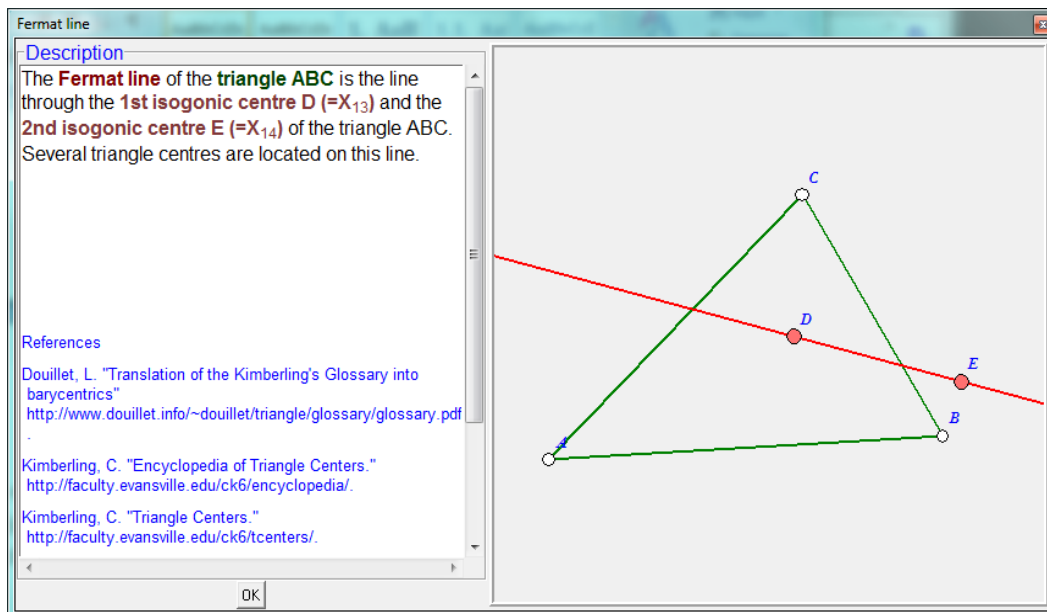 Fermat line
Description
The Fermat line of the triangle ABC is the line
through the 1st isogonic centre D (=X₁₃) and the
2nd isogonic centre E (=X₁₄) of the triangle ABC.
Several triangle centres are located on this line.
References
Douillet, L. "Translation of the Kimberling's Glossary into
barycentrics"
http://www.douillet.info/~douillet/triangle/glossary/glossary.pdf
.
Kimberling, C. "Encyclopedia of Triangle Centers."
http://faculty.evansville.edu/ck6/encyclopedia/.
Kimberling, C. "Triangle Centers."
http://faculty.evansville.edu/ck6/tcenters/.
OK
C
D
E
B
A